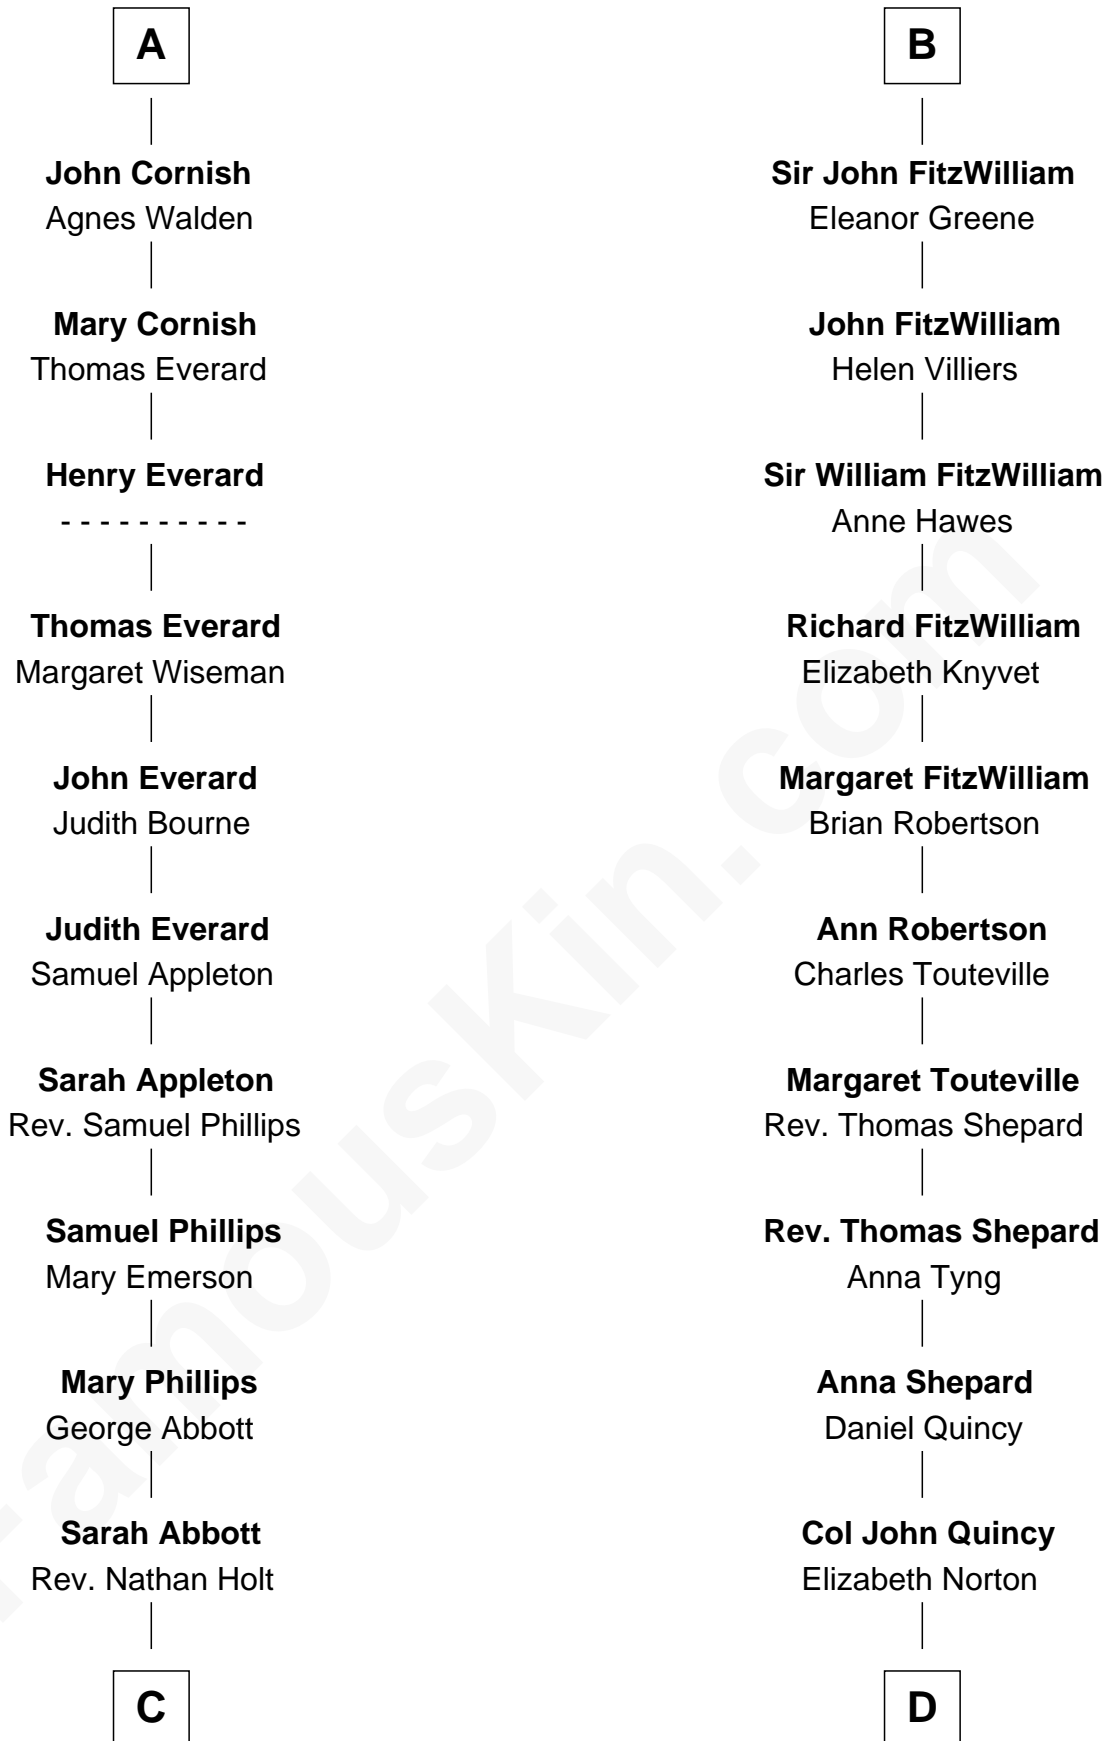 A
John Cornish
Agnes Walden
Mary Cornish
Thomas Everard
Henry Everard
- - - - - - - - - -
Thomas Everard
Margaret Wiseman
John Everard
Judith Bourne
Judith Everard
Samuel Appleton
Sarah Appleton
Rev. Samuel Phillips
Samuel Phillips
Mary Emerson
Mary Phillips
George Abbott
Sarah Abbott
Rev. Nathan Holt
C
B
Sir John FitzWilliam
Eleanor Greene
John FitzWilliam
Helen Villiers
Sir William FitzWilliam
Anne Hawes
Richard FitzWilliam
Elizabeth Knyvet
Margaret FitzWilliam
Brian Robertson
Ann Robertson
Charles Touteville
Margaret Touteville
Rev. Thomas Shepard
Rev. Thomas Shepard
Anna Tyng
Anna Shepard
Daniel Quincy
Col John Quincy
Elizabeth Norton
D
FamousKin.com